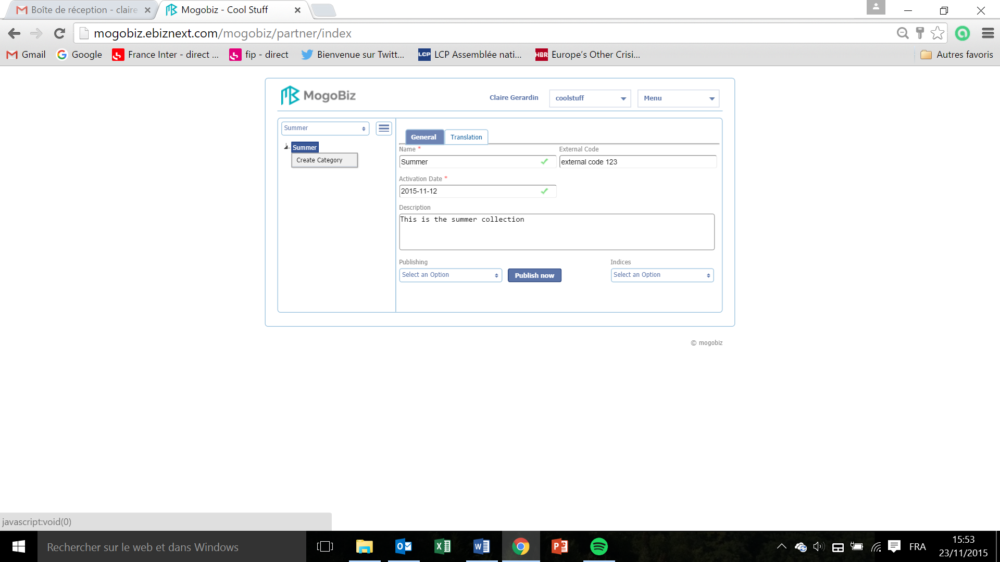 Boîte de réception - claire
Mogobiz - Cool Stuff
mogobiz.ebiznext.com/mogobiz/partner/index
Gmail
Google
France Inter - direct ...
fip - direct
Bienvenue sur Twitt...
LCP
LCP Assemblée nati...
HBR
Europe's Other Crisi...
Autres favoris
MogoBiz
Claire Gerardin
coolstuff
Menu
Summer
Summer
Create Category
General
Translation
Name *
External Code
Summer
external code 123
Activation Date *
2015-11-12
Description
This is the summer collection
Publishing
Indices
Select an Option
Publish now
Select an Option
© mogobiz
javascript:void(0)
Rechercher sur le web et dans Windows
FRA
15:53
23/11/2015